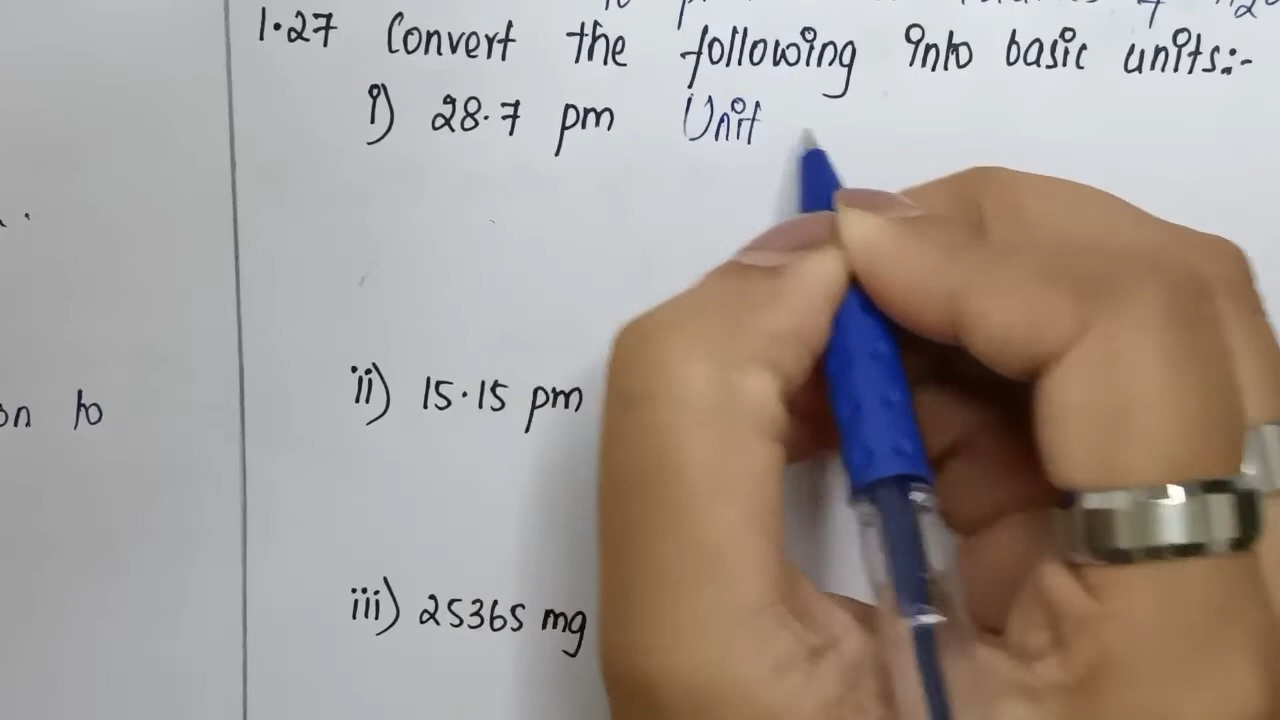 1.27 Convert the following into basic units:-
i) 28.7 pm Unit
ii) 15.15 pm
to
iii) 25365 mg